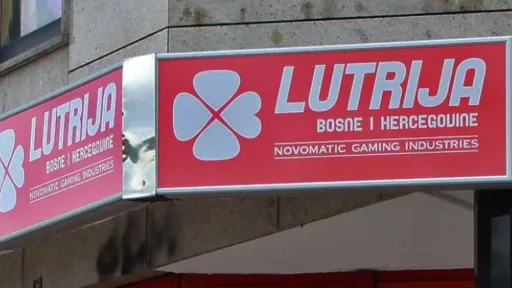 LUTRIJA
BOSNE I HERCEGOVINE
NOVOMATIC GAMING INDUSTRIES
LUTRIJA
BOSNE I HERCEGOVINE
NOVOMATIC GAMING INDUSTRIES